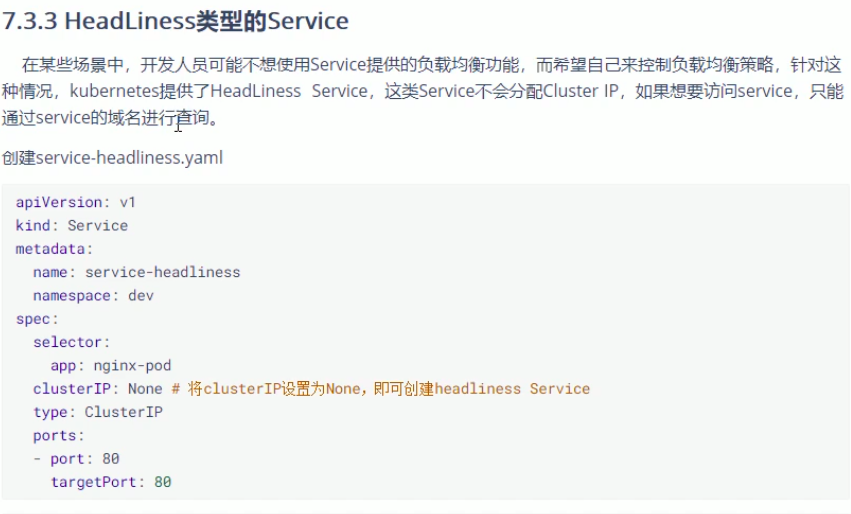 7.3.3 HeadLiness类型的Service
在某些场景中，开发人员可能不想使用Service提供的负载均衡功能，而希望自己来控制负载均衡策略，针对这
种情况，kubernetes提供了HeadLiness Service，这类Service不会分配Cluster IP，如果想要访问service，只能
通过service的域名进行查询。
创建service-headliness.yaml
apiVersion: v1
kind: Service
metadata:
  name: service-headliness
  namespace: dev
spec:
  selector:
    app: nginx-pod
  clusterIP: None # 将clusterIP设置为None，即可创建headliness Service
  type: ClusterIP
  ports:
  - port: 80
    targetPort: 80